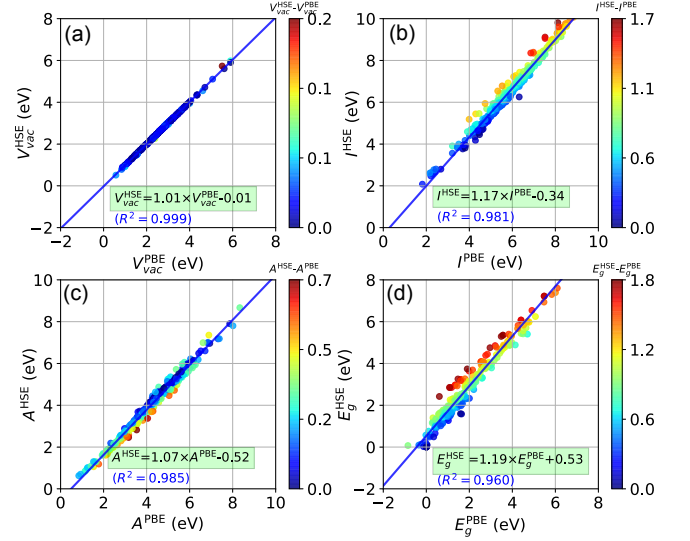 (a)
V_vac^HSE-V_vac^PBE
8
6
4
2
0
−2
V_vac^HSE (eV)
−2 0 2 4 6 8
V_vac^PBE (eV)
V_vac^HSE=1.01×V_vac^PBE-0.01
(R² = 0.999)
0.2
0.1
0.1
0.0
(b)
I^HSE-I^PBE
10
8
6
4
2
0
I^HSE (eV)
0 2 4 6 8 10
I^PBE (eV)
I^HSE=1.17×I^PBE-0.34
(R² = 0.981)
1.7
1.1
0.6
0.0
(c)
A^HSE-A^PBE
10
8
6
4
2
0
A^HSE (eV)
0 2 4 6 8 10
A^PBE (eV)
A^HSE=1.07×A^PBE-0.52
(R² = 0.985)
0.7
0.5
0.2
0.0
(d)
E_g^HSE-E_g^PBE
8
6
4
2
0
−2
E_g^HSE (eV)
−2 0 2 4 6 8
E_g^PBE (eV)
E_g^HSE=1.19×E_g^PBE+0.53
(R² = 0.960)
1.8
1.2
0.6
0.0